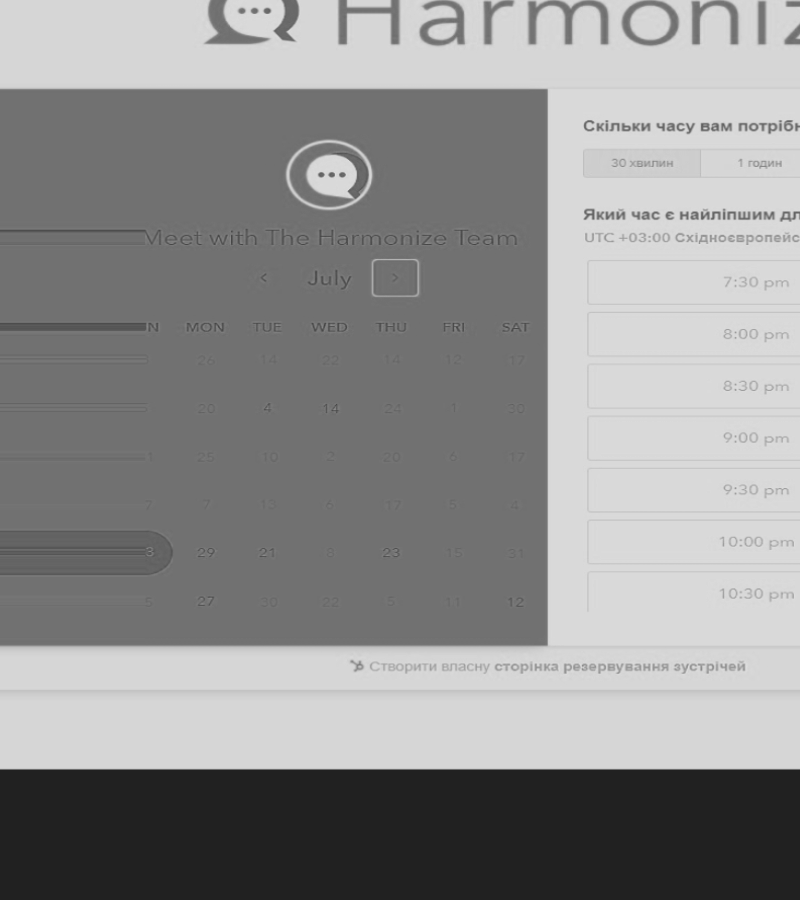 Harmoniz
Meet with The Harmonize Team
July
N MON TUE WED THU FRI SAT
26 14 22 14 12 17
20 4 14 24 1 30
1 25 10 2 20 6 17
7 7 13 6 17 5 4
3 29 21 8 23 15 31
5 27 30 22 5 11 12
Скільки часу вам потрібн
30 хвилин 1 годин
Який час є найліпшим дл
UTC +03:00 Східноєвропейс
7:30 pm
8:00 pm
8:30 pm
9:00 pm
9:30 pm
10:00 pm
10:30 pm
Створити власну сторінка резервування зустрічей